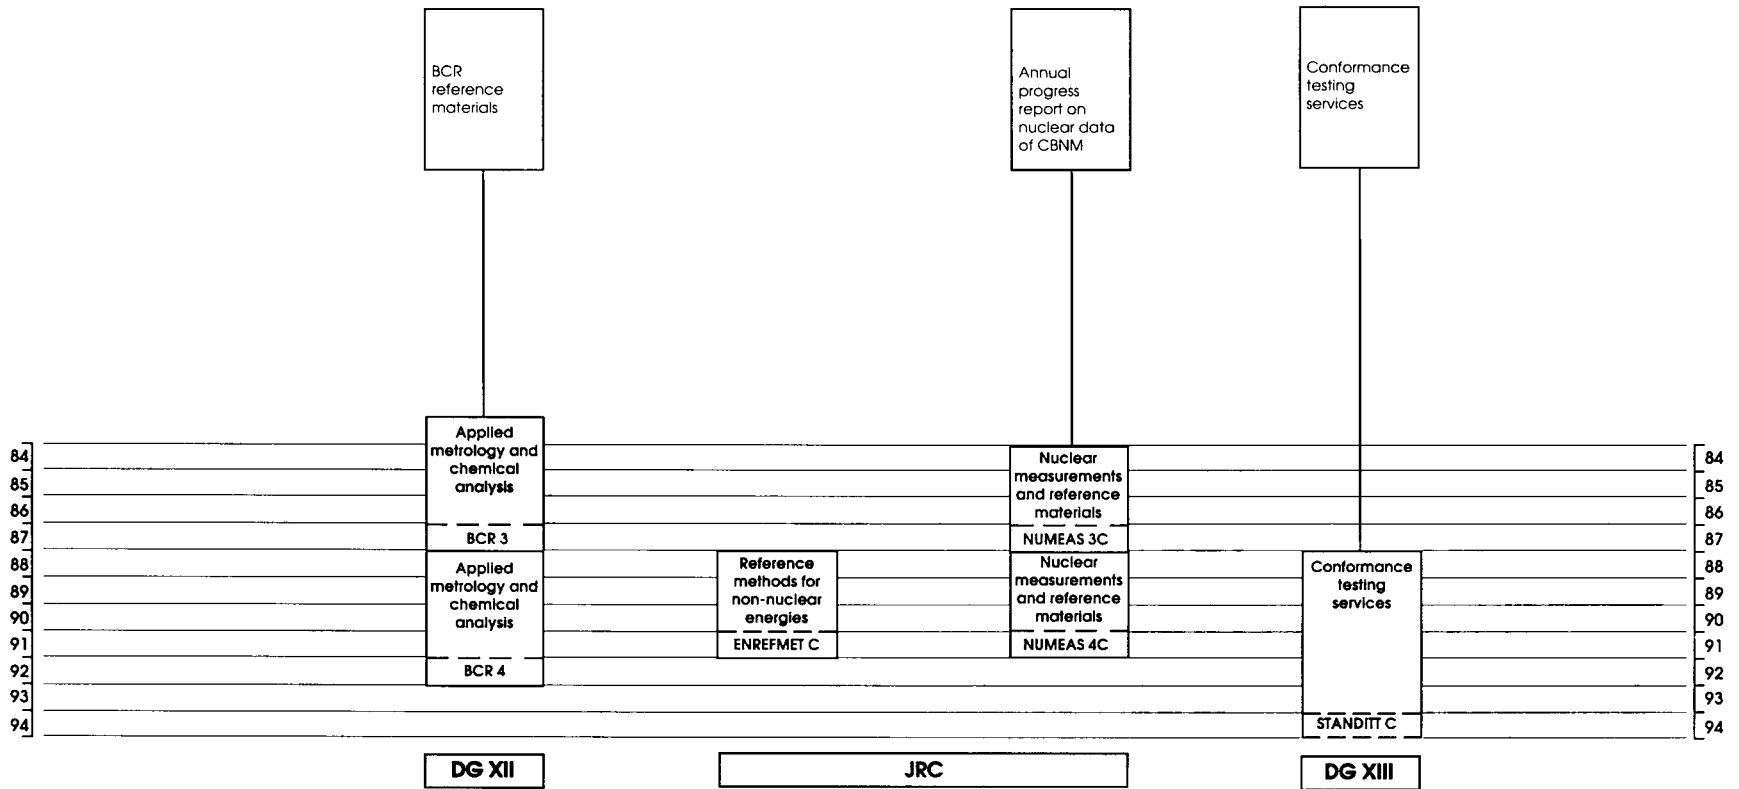 BCR
reference
materials
Annual
progress
report on
nuclear data
of CBNM
Conformance
testing
services
84
85
86
87
88
89
90
91
92
93
94
Applied
metrology and
chemical
analysis
BCR 3
Applied
metrology and
chemical
analysis
BCR 4
Reference
methods for
non-nuclear
energies
ENREFMET C
Nuclear
measurements
and reference
materials
NUMEAS 3C
Nuclear
measurements
and reference
materials
NUMEAS 4C
Conformance
testing
services
STANDITT C
84
85
86
87
88
89
90
91
92
93
94
DG XII
JRC
DG XIII